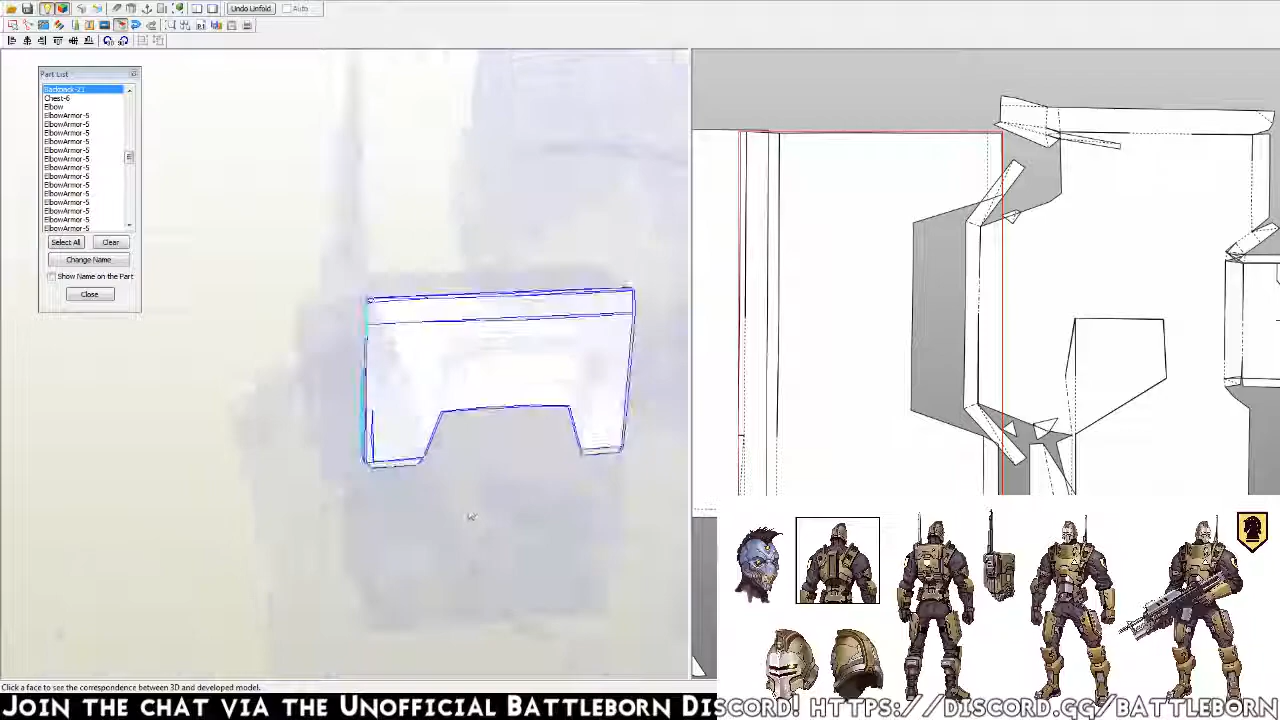 Undo Unfold
Auto
Part List
Backpack-21
Chest-6
Elbow
ElbowArmor-5
ElbowArmor-5
ElbowArmor-5
ElbowArmor-5
ElbowArmor-5
ElbowArmor-5
ElbowArmor-5
ElbowArmor-5
ElbowArmor-5
ElbowArmor-5
ElbowArmor-5
ElbowArmor-5
ElbowArmor-5
ElbowArmor-5
Select All
Clear
Change Name
Show Name on the Part
Close
Click a face to see the correspondence between 3D and developed model.
Join the chat via the Unofficial Battleborn Discord! https://discord.gg/battleborn